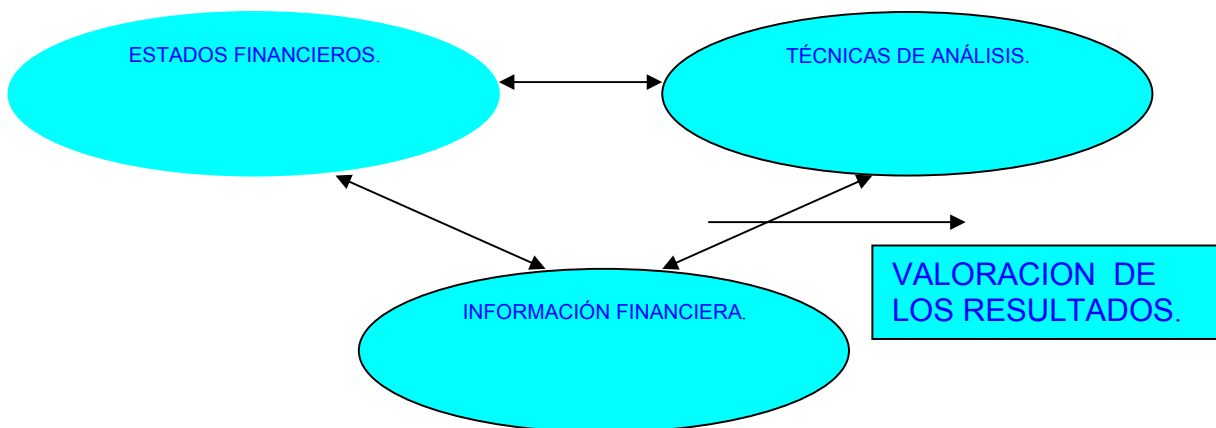 ESTADOS FINANCIEROS.
TÉCNICAS DE ANÁLISIS.
VALORACION DE
LOS RESULTADOS.
INFORMACIÓN FINANCIERA.